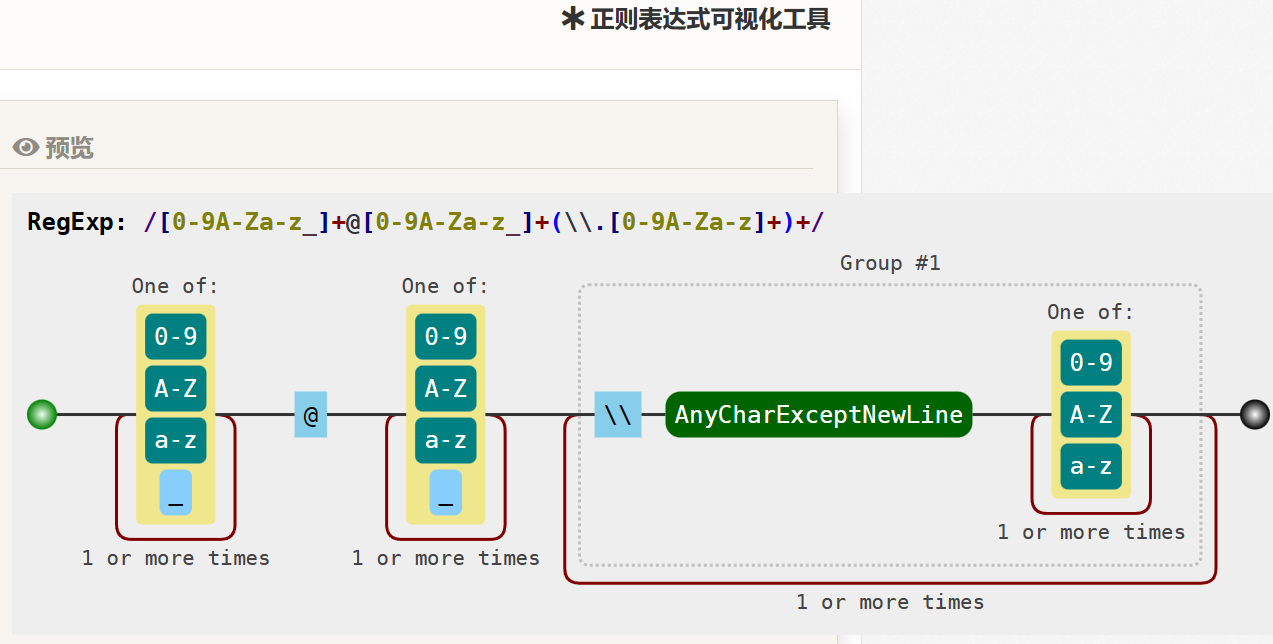 正则表达式可视化工具
预览
RegExp: /[0-9A-Za-z_]+@[0-9A-Za-z_]+(\\.[0-9A-Za-z]+)+/
Group #1
One of:
One of:
One of:
0-9
A-Z
a-z
_
1 or more times
@
0-9
A-Z
a-z
_
1 or more times
\\
AnyCharExceptNewLine
0-9
A-Z
a-z
1 or more times
1 or more times